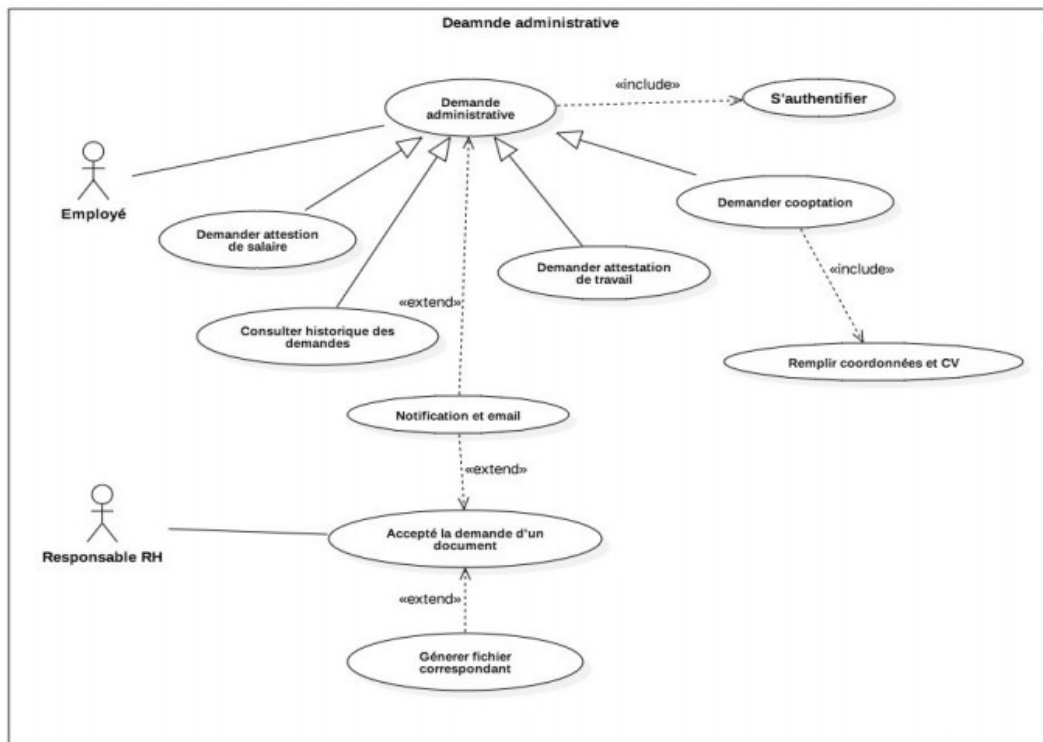 Deamnde administrative
Demande
administrative
«include»
S'authentifier
Employé
Demander cooptation
Demander attestion
de salaire
Demander attestation
de travail
«include»
«extend»
Consulter historique des
demandes
Remplir coordonnées et CV
Notification et email
«extend»
Responsable RH
Accepté la demande d'un
document
«extend»
Génerer fichier
correspondant